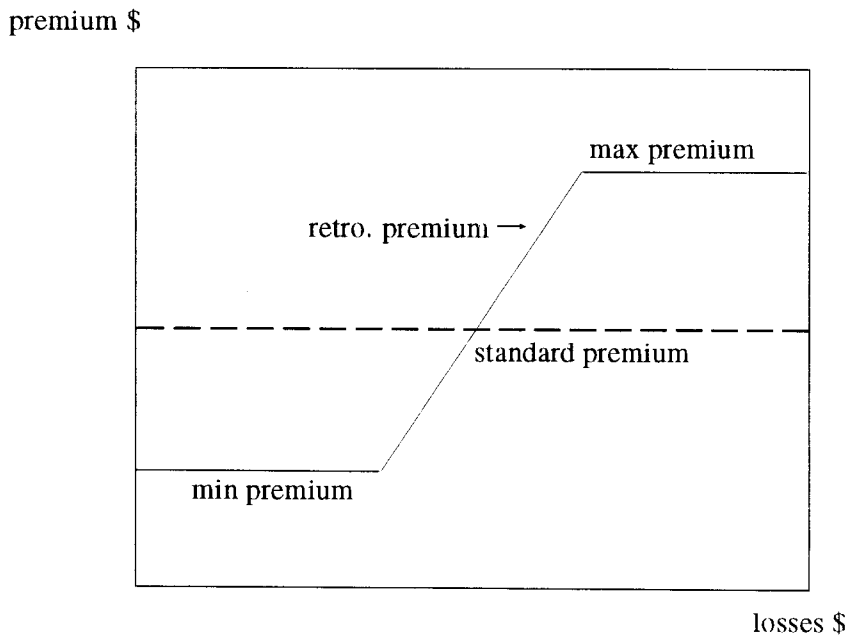 premium $
max premium
retro. premium
standard premium
min premium
losses $